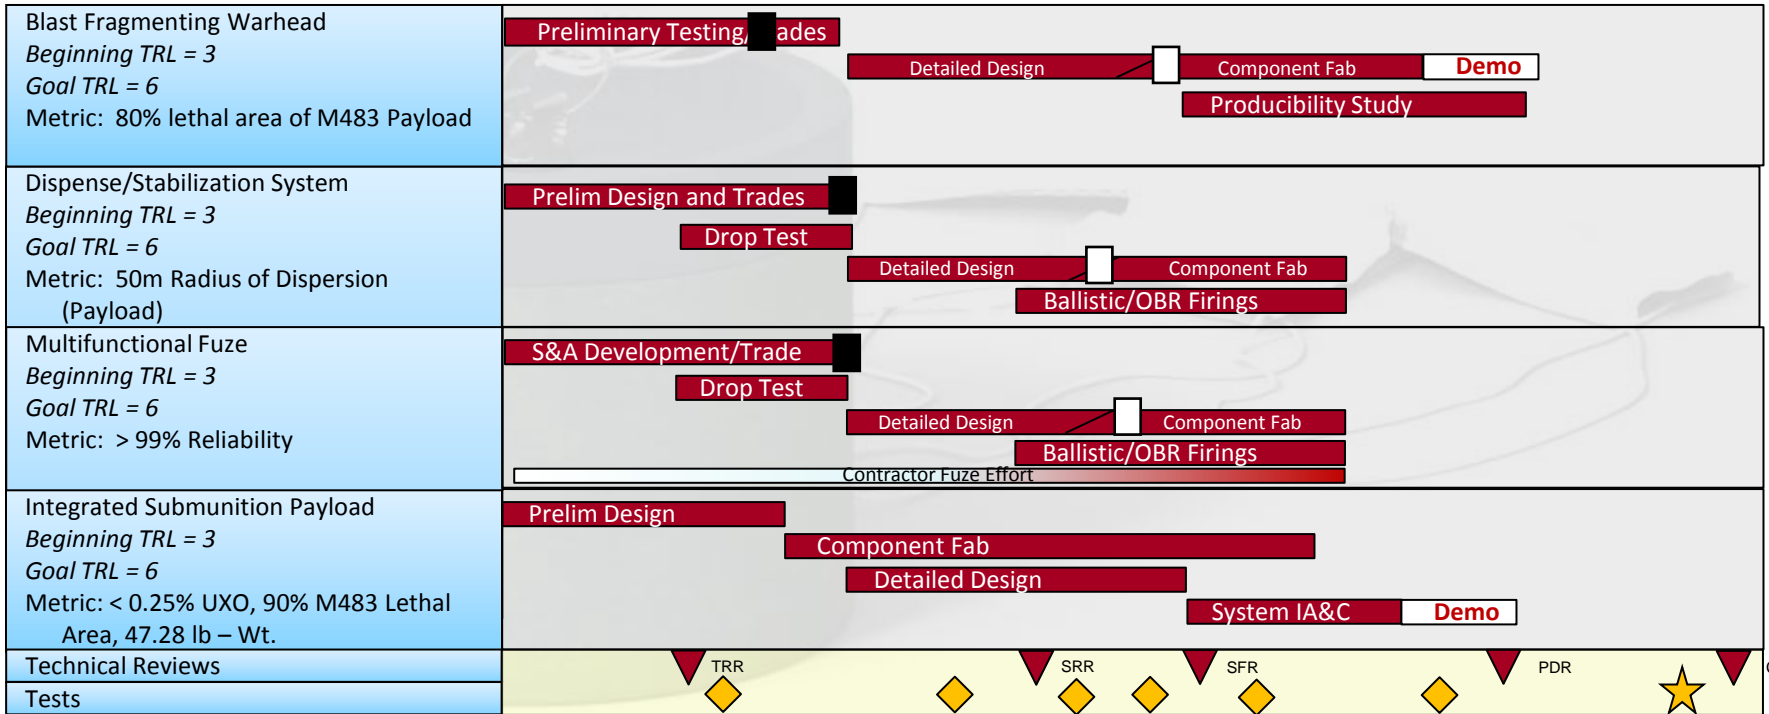 Blast Fragmenting Warhead
Beginning TRL = 3
Goal TRL = 6
Metric: 80% lethal area of M483 Payload
Preliminary Testing/ ades
Detailed Design
Component Fab
Demo
Producibility Study
Dispense/Stabilization System
Beginning TRL = 3
Goal TRL = 6
Metric: 50m Radius of Dispersion
(Payload)
Prelim Design and Trades
Drop Test
Detailed Design
Component Fab
Ballistic/OBR Firings
Multifunctional Fuze
Beginning TRL = 3
Goal TRL = 6
Metric: > 99% Reliability
S&A Development/Trade
Drop Test
Detailed Design
Component Fab
Ballistic/OBR Firings
Contractor Fuze Effort
Integrated Submunition Payload
Beginning TRL = 3
Goal TRL = 6
Metric: < 0.25% UXO, 90% M483 Lethal
Area, 47.28 lb – Wt.
Prelim Design
Component Fab
Detailed Design
System IA&C
Demo
Technical Reviews
TRR
SRR
SFR
PDR
Tests